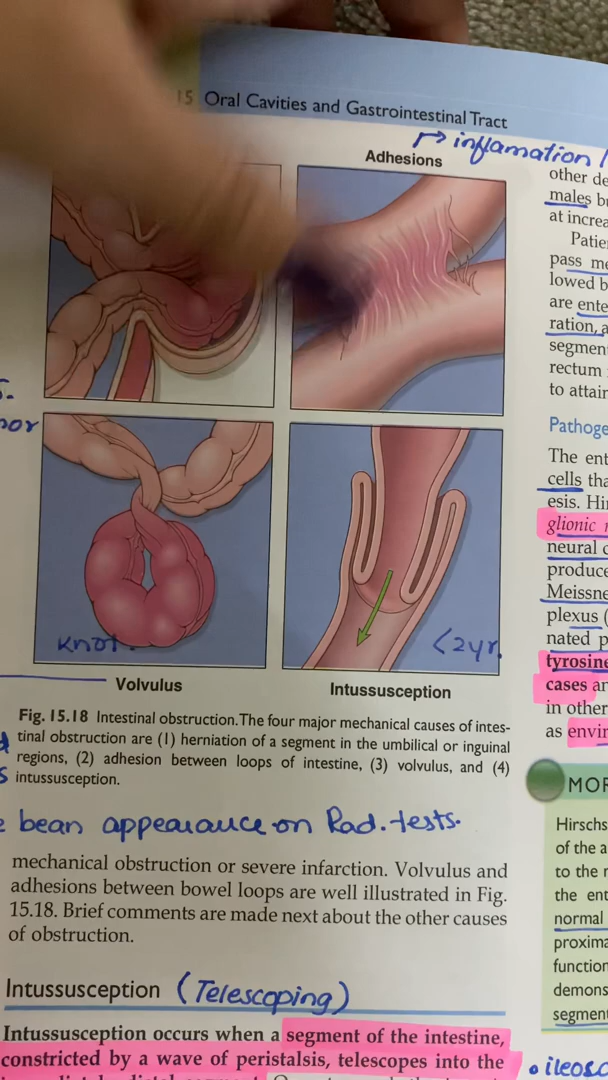 15 Oral Cavities and Gastrointestinal Tract
inflamation
Adhesions
Knot.
<2yr.
Volvulus
Intussusception
Fig. 15.18 Intestinal obstruction. The four major mechanical causes of intes-
tinal obstruction are (1) herniation of a segment in the umbilical or inguinal
regions, (2) adhesion between loops of intestine, (3) volvulus, and (4)
intussusception.
bean appearance on Rad. tests.
mechanical obstruction or severe infarction. Volvulus and
adhesions between bowel loops are well illustrated in Fig.
15.18. Brief comments are made next about the other causes
of obstruction.
Intussusception (Telescoping)
Intussusception occurs when a segment of the intestine,
constricted by a wave of peristalsis, telescopes into the
other de
males bu
at increa
Patie
pass me
lowed b
are ente
ration, a
segment
rectum
to attain
Pathoge
The ent
cells tha
esis. Hir
glionic
neural c
produce
Meissne
plexus (
nated p
tyrosine
cases an
in other
as envir
MOR
Hirschs
of the a
to the r
the ent
normal
proxima
function
demons
segment